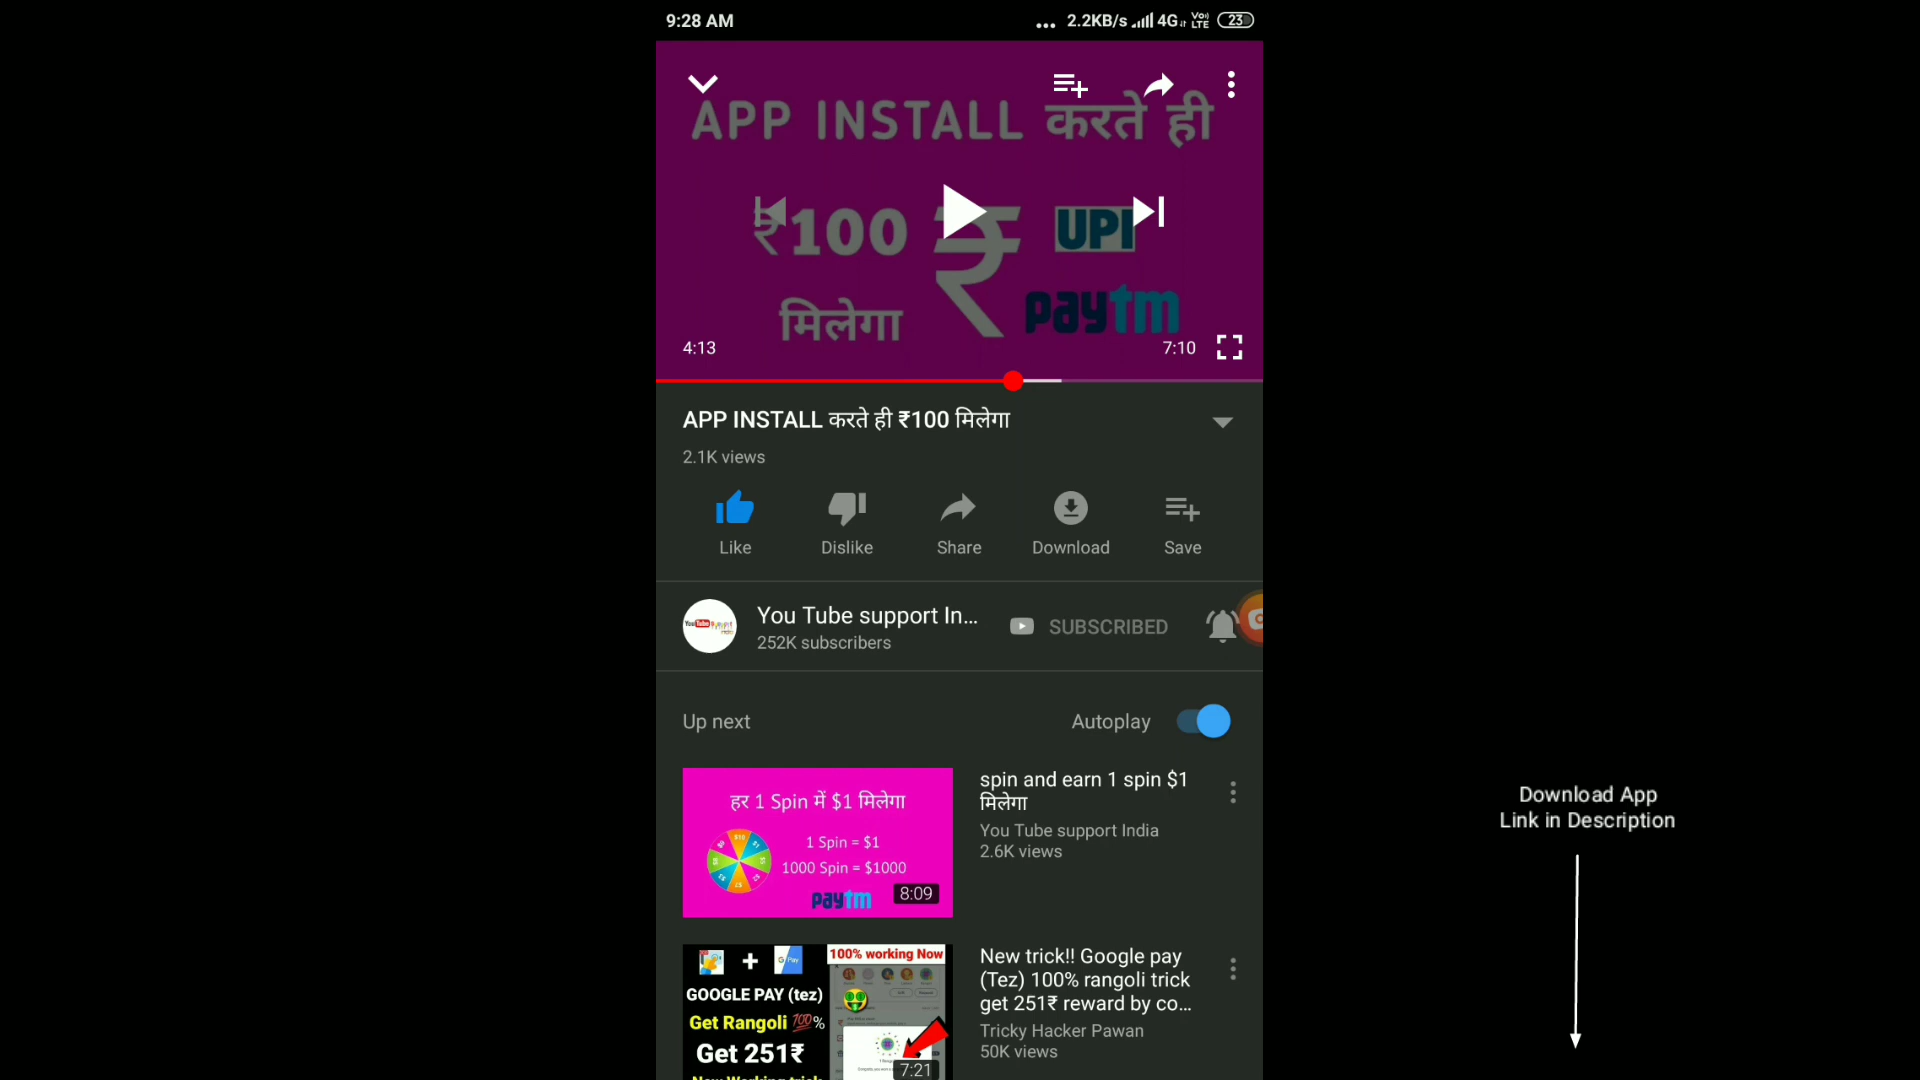 9:28 AM
... 2.2KB/s 4G VoLTE 23
APP INSTALL करते ही
₹100 ₹ UPI
मिलेगा paytm
4:13 7:10
APP INSTALL करते ही ₹100 मिलेगा
2.1K views
Like Dislike Share Download Save
You Tube support In...
252K subscribers
SUBSCRIBED
Up next Autoplay
हर 1 Spin में $1 मिलेगा
1 Spin = $1
1000 Spin = $1000
paytm
8:09
spin and earn 1 spin $1
मिलेगा
You Tube support India
2.6K views
100% working Now
GOOGLE PAY (tez)
Get Rangoli 💯%
Get 251₹
7:21
New trick!! Google pay
(Tez) 100% rangoli trick
get 251₹ reward by co...
Tricky Hacker Pawan
50K views
Download App
Link in Description